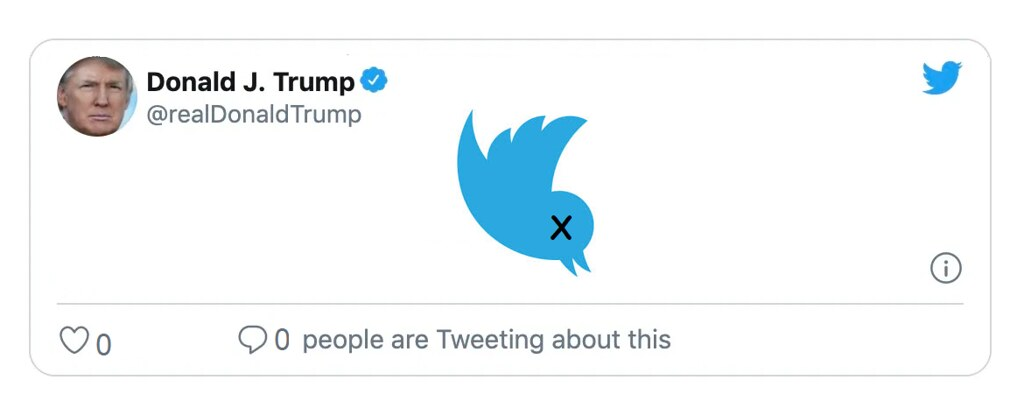 Donald J. Trump
@realDonaldTrump
X
0
0 people are Tweeting about this